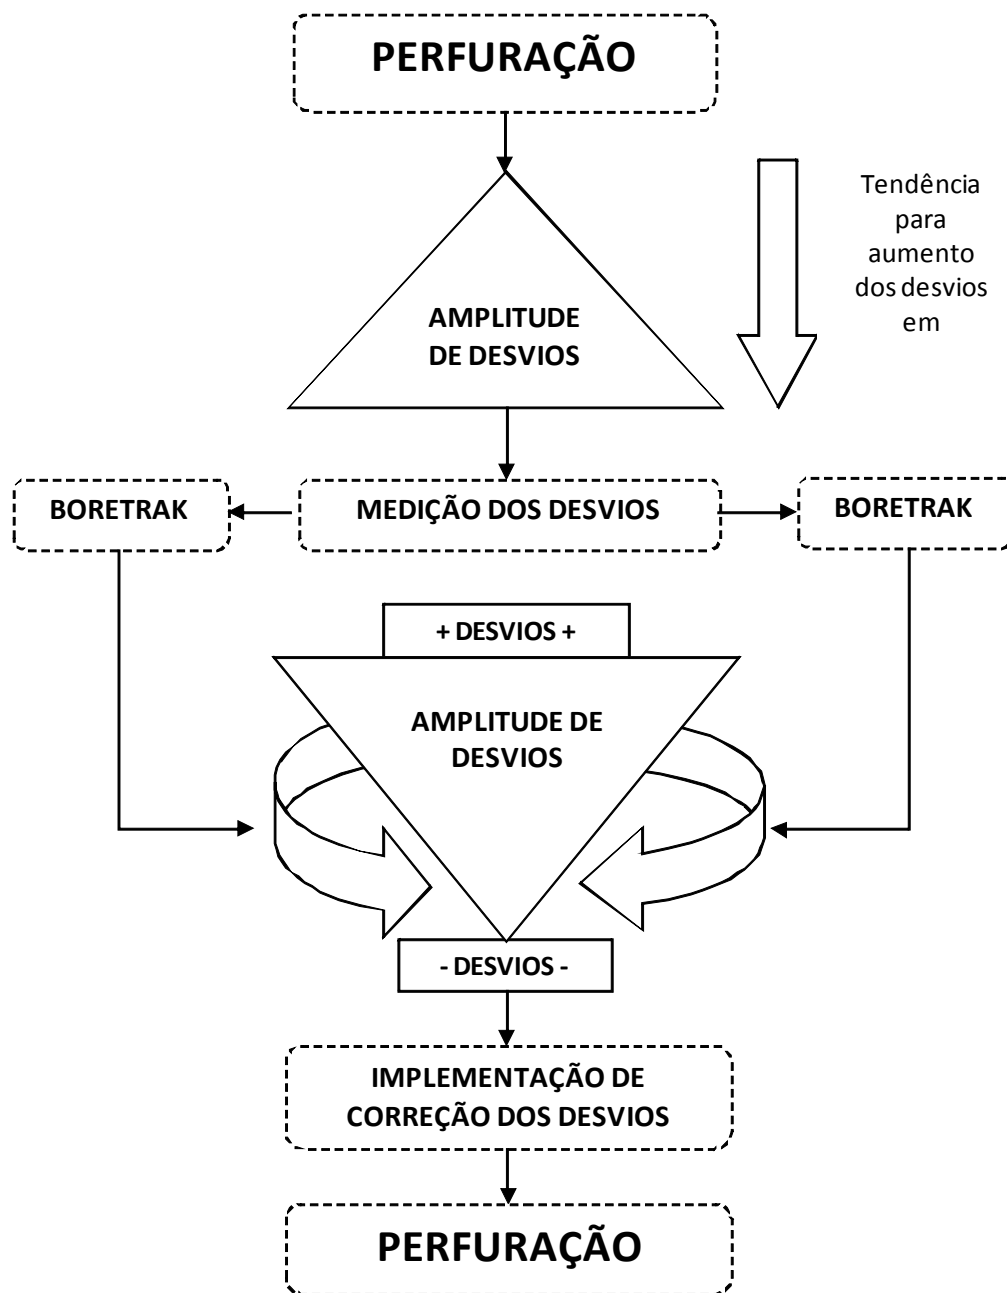 PERFURAÇÃO
Tendência
para
aumento
dos desvios
em
AMPLITUDE
DE DESVIOS
BORETRAK
MEDIÇÃO DOS DESVIOS
BORETRAK
+ DESVIOS +
AMPLITUDE DE
DESVIOS
- DESVIOS -
IMPLEMENTAÇÃO DE
CORREÇÃO DOS DESVIOS
PERFURAÇÃO